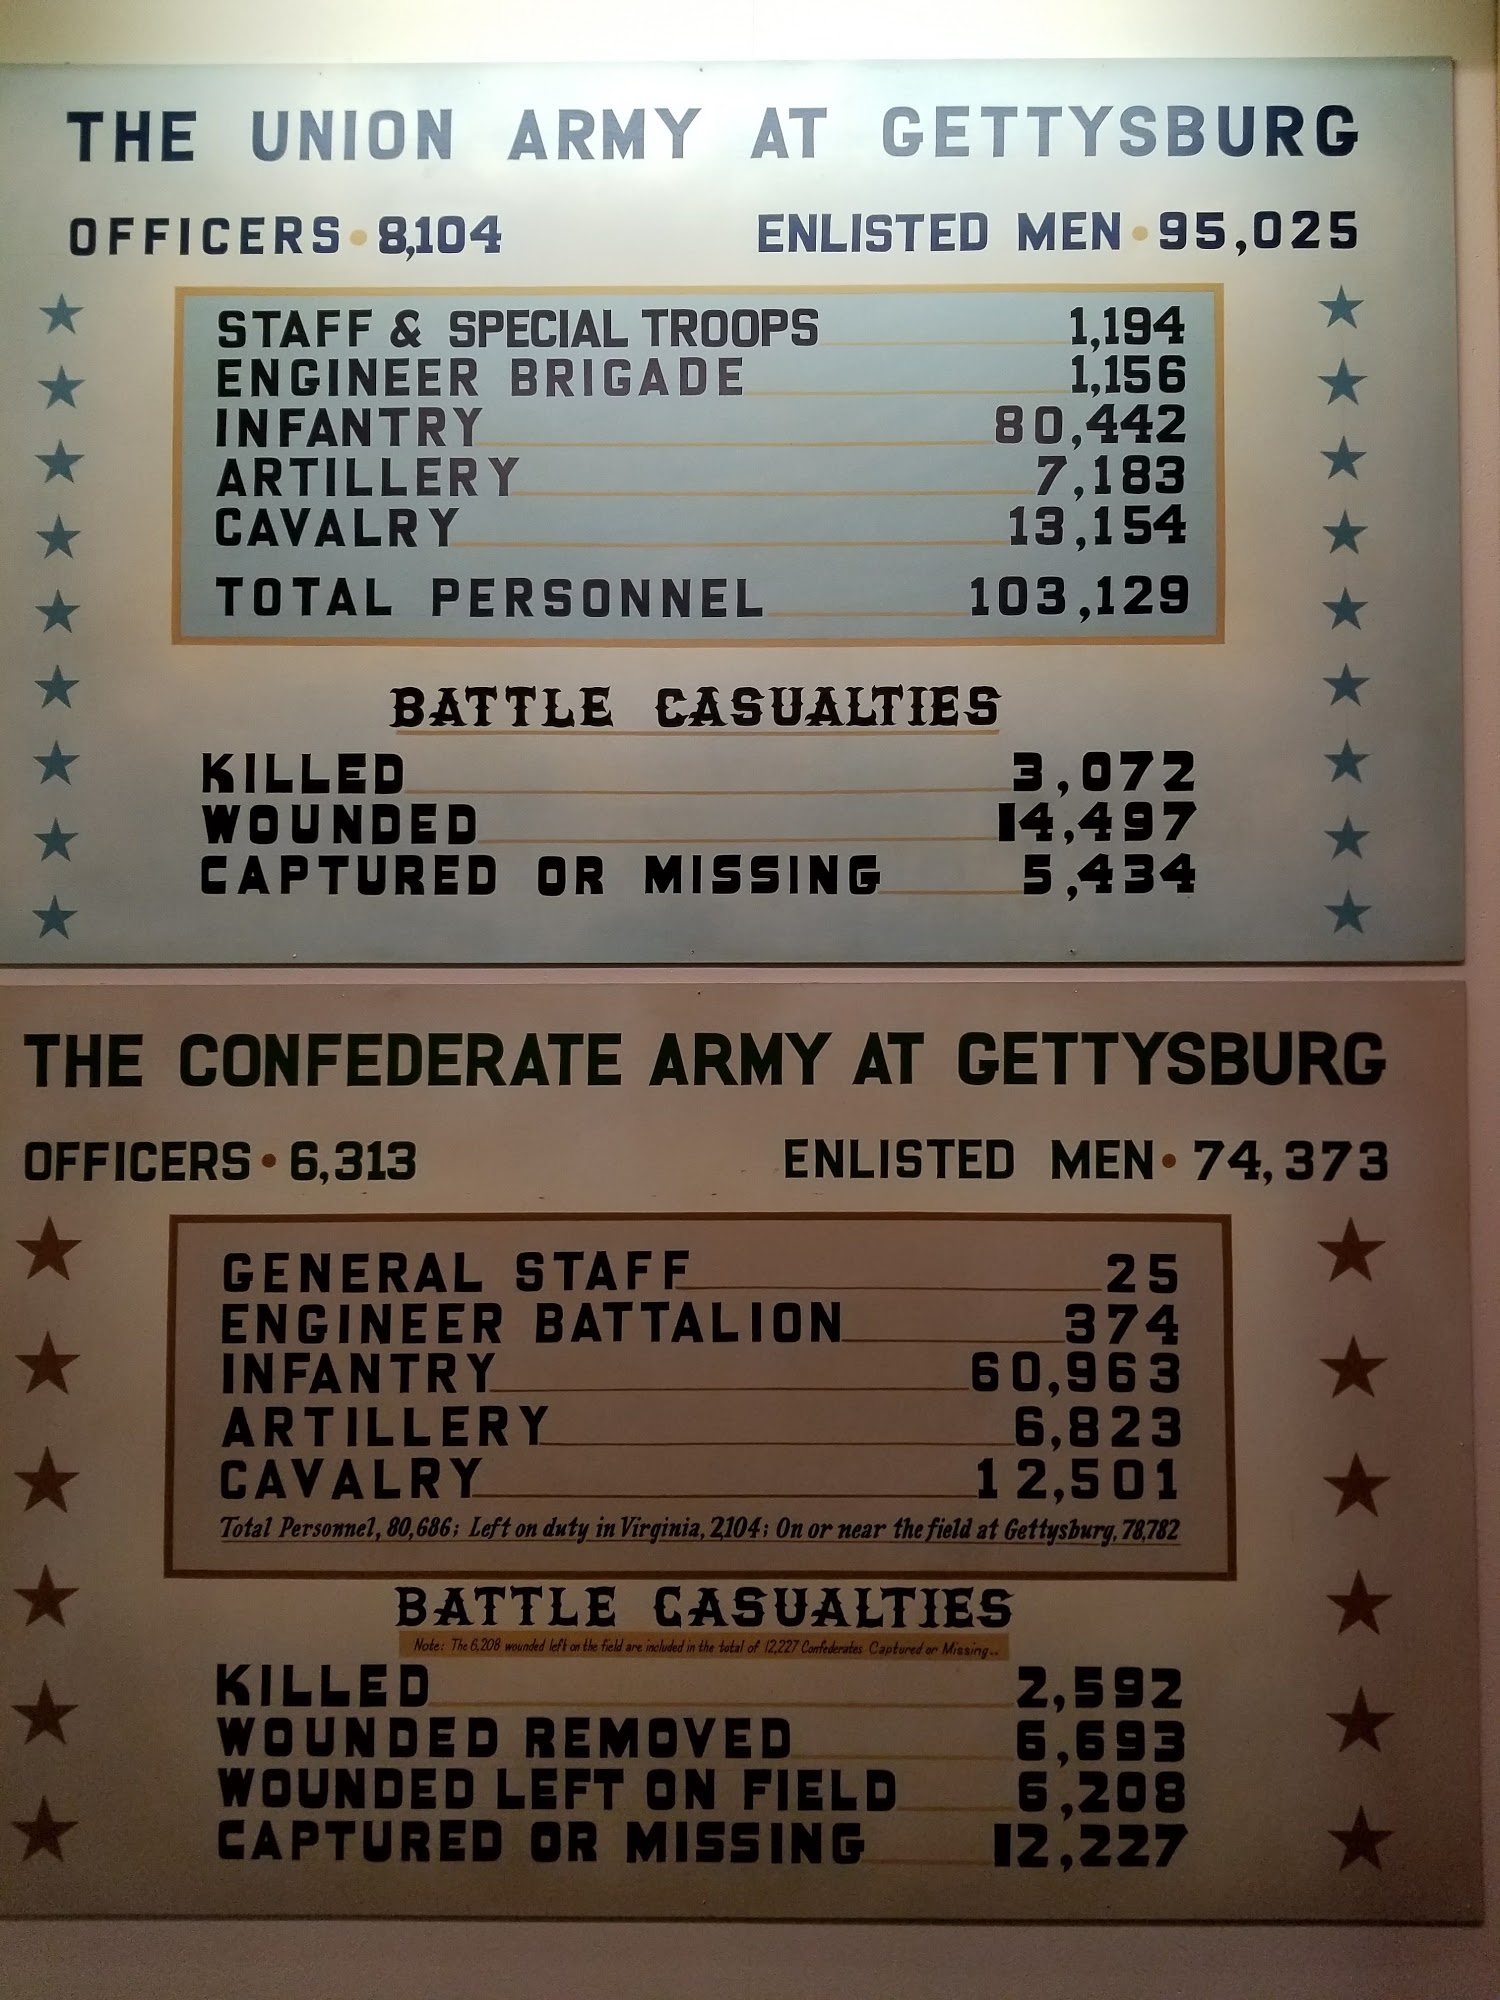 THE UNION ARMY AT GETTYSBURG
OFFICERS • 8,104 ENLISTED MEN • 95,025
STAFF & SPECIAL TROOPS 1,194
ENGINEER BRIGADE 1,156
INFANTRY 80,442
ARTILLERY 7,183
CAVALRY 13,154
TOTAL PERSONNEL 103,129
BATTLE CASUALTIES
KILLED 3,072
WOUNDED 14,497
CAPTURED OR MISSING 5,434
THE CONFEDERATE ARMY AT GETTYSBURG
OFFICERS • 6,313 ENLISTED MEN • 74,373
GENERAL STAFF 25
ENGINEER BATTALION 374
INFANTRY 60,963
ARTILLERY 6,823
CAVALRY 12,501
Total Personnel, 80,686; Left on duty in Virginia, 2,104; On or near the field at Gettysburg, 78,782
BATTLE CASUALTIES
Note: The 6,208 wounded left on the field are included in the total of 12,227 Confederates Captured or Missing..
KILLED 2,592
WOUNDED REMOVED 6,693
WOUNDED LEFT ON FIELD 6,208
CAPTURED OR MISSING 12,227